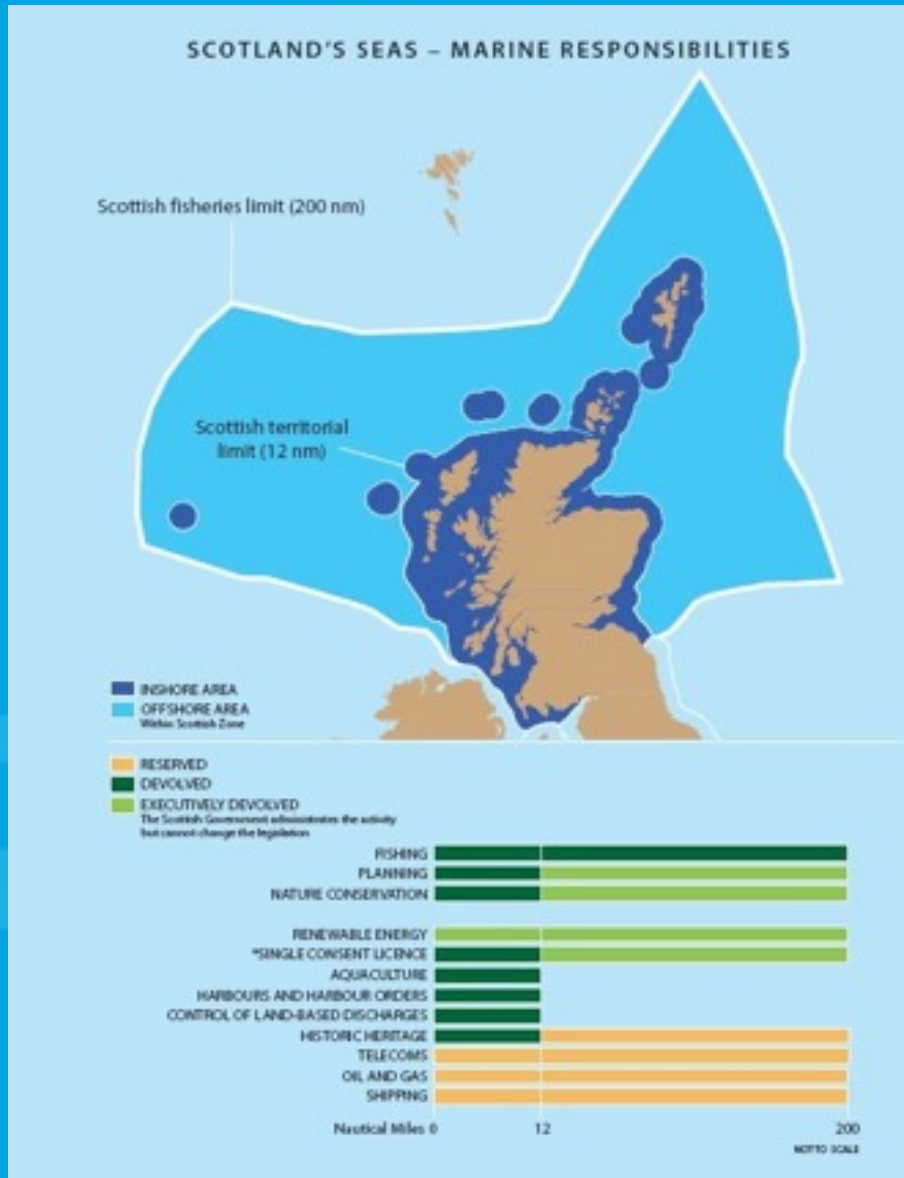 SCOTLAND'S SEAS – MARINE RESPONSIBILITIES
Scottish fisheries limit (200 nm)
Scottish territorial
limit (12 nm)
INSHORE AREA
OFFSHORE AREA
Within Scottish Zone
RESERVED
DEVOLVED
EXECUTIVELY DEVOLVED
The Scottish Government administrates the activity
but cannot change the legislation
FISHING
PLANNING
NATURE CONSERVATION
RENEWABLE ENERGY
*SINGLE CONSENT LICENCE
AQUACULTURE
HARBOURS AND HARBOUR ORDERS
CONTROL OF LAND-BASED DISCHARGES
HISTORIC HERITAGE
TELECOMS
OIL AND GAS
SHIPPING
Nautical Miles 0 12 200
NOT TO SCALE